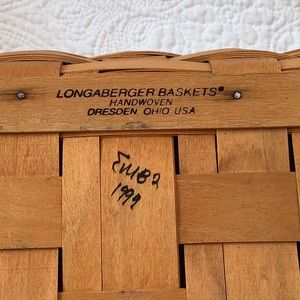 LONGABERGER BASKETS®
HANDWOVEN
DRESDEN, OHIO USA
1999